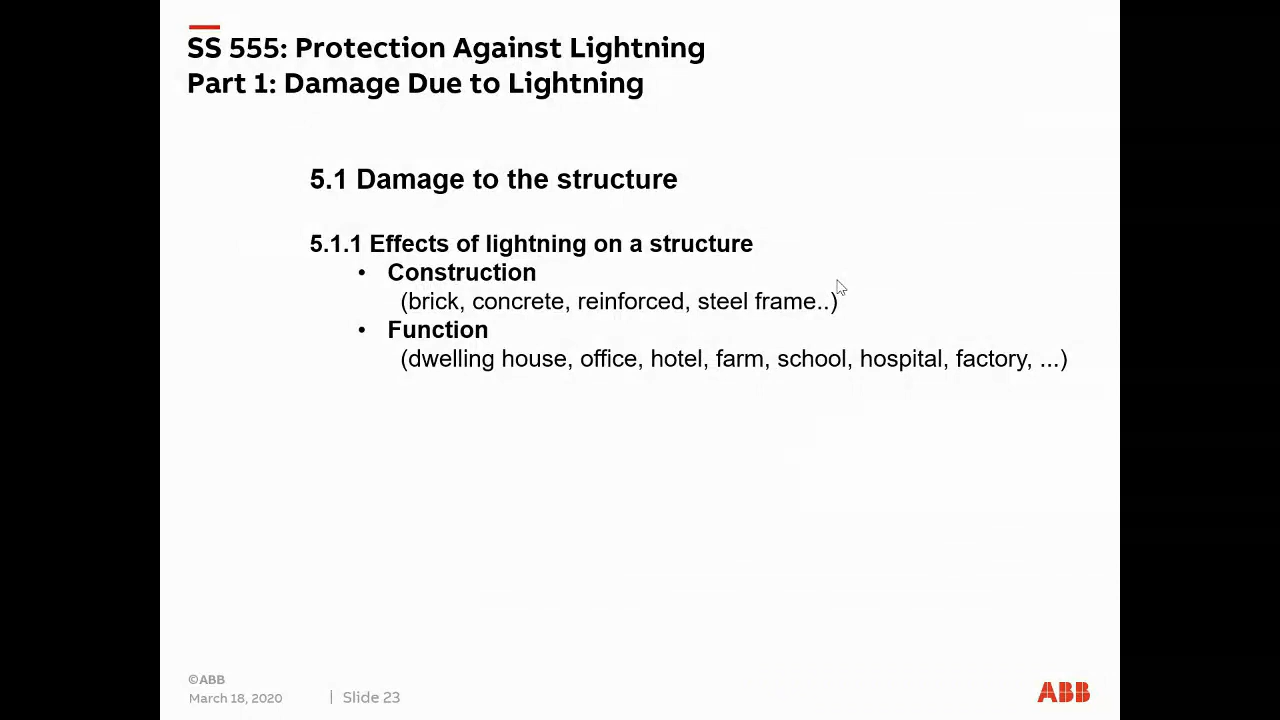 SS 555: Protection Against Lightning
Part 1: Damage Due to Lightning
5.1 Damage to the structure
5.1.1 Effects of lightning on a structure
• Construction
(brick, concrete, reinforced, steel frame..)
• Function
(dwelling house, office, hotel, farm, school, hospital, factory, ...)
©ABB
March 18, 2020 | Slide 23
ABB